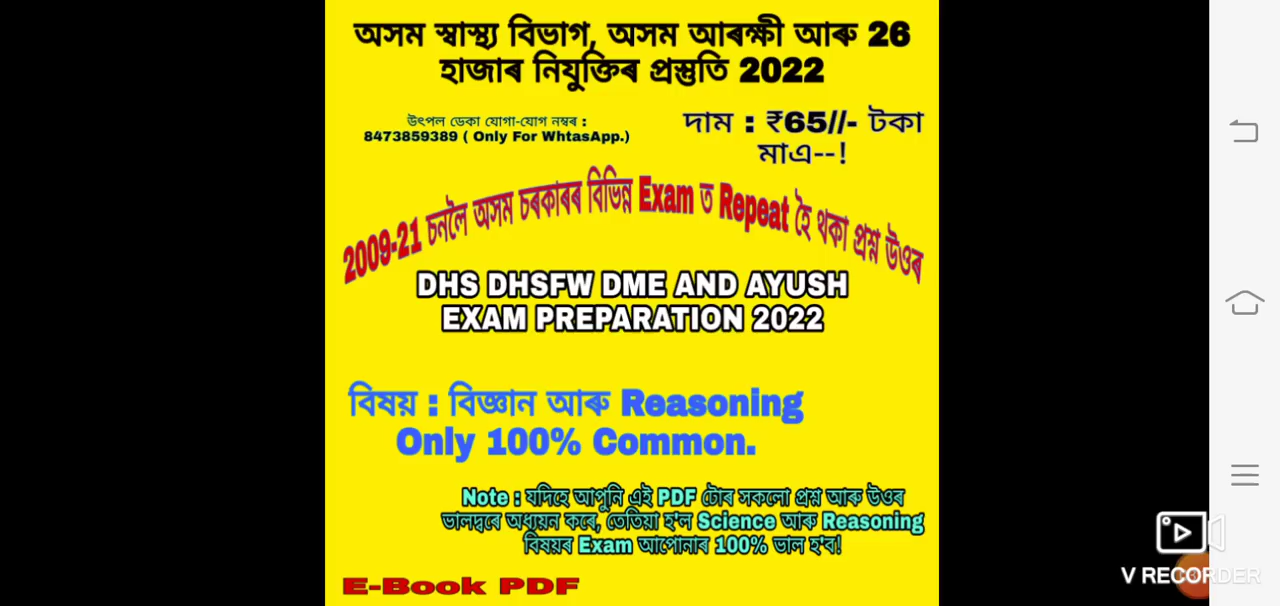 অসম স্বাস্থ্য বিভাগ, অসম আৰক্ষী আৰু 26
হাজাৰ নিযুক্তিৰ প্ৰস্তুতি 2022
উৎপল ডেকা যোগা-যোগ নম্বৰ :
8473859389 ( Only For WhtasApp.)
দাম : ₹65//- টকা
মাএ--!
2009-21 চনলৈ অসম চৰকাৰৰ বিভিন্ন Exam ত Repeat হৈ থকা প্ৰশ্ন উওৰ
DHS DHSFW DME AND AYUSH
EXAM PREPARATION 2022
বিষয় : বিজ্ঞান আৰু Reasoning
Only 100% Common.
Note : যদিহে আপুনি এই PDF টোৰ সকলো প্ৰশ্ন আৰু উওৰ
ভালদ্বৰে অধ্যয়ন কৰে, তেতিয়া হ'ল Science আৰু Reasoning
বিষয়ৰ Exam আপোনাৰ 100% ভাল হ'ব!
E-Book PDF
V RECORDER